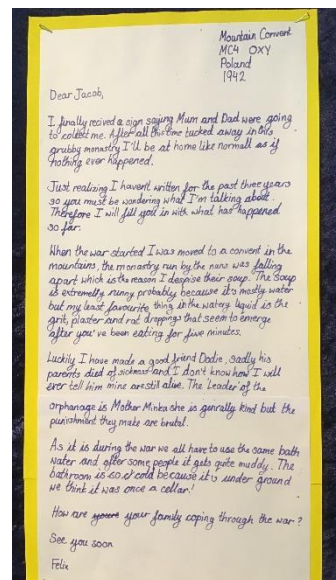 Mountain Convent
MC4 OXY
Poland
1942
Dear Jacob,
I finally recived a sign saying Mum and Dad were going
to collect me. After all this time tucked away in this
grubby monastry I'll be at home like normall as if
nothing ever happened.
Just realizing I haven't written for the past three years
so you must be wondering what I'm talking about.
Therefore I will fill you in with what has happened
so far.
When the war started I was moved to a convent in the
mountains, the monastry run by the nuns was falling
apart which is the reason I despise their soup. The soup
is extremelly runny probably because it's mostly water
but my least favourite thing in the watery liquid is the
grit, plaster and rat droppings that seem to emerge
after you've been eating for five minutes.
Luckily I have made a good friend Dodie, sadly his
parents died of sickness and I don't know how I will
ever tell him mine are still alive. The Leader of the
orphanage is Mother Minka she is genrally kind but the
punishments they make are brutal.
As it is during the war we all have to use the same bath
water and after some people it gets quite muddy. The
bathroom is so cold because it's under ground
we think it was once a cellar!
How are your family coping through the war?
See you soon
Felix